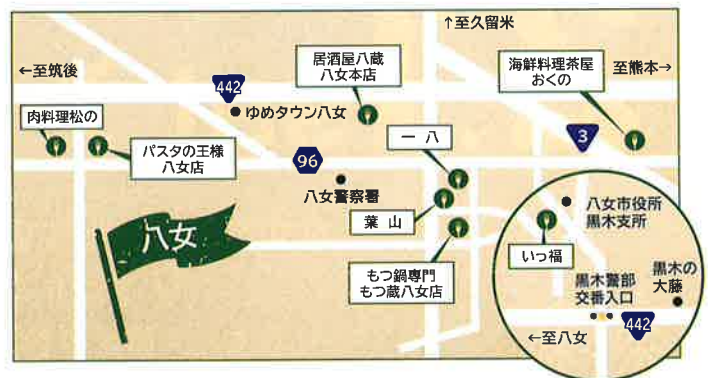 ↑至久留米
←至筑後
居酒屋八蔵
八女本店
海鮮料理茶屋
おくの
至熊本→
442
ゆめタウン八女
肉料理松の
パスタの王様
八女店
96
一八
3
八女警察署
葉山
八女
もつ鍋専門
もつ蔵八女店
八女市役所
黒木支所
いっ福
黒木の
大藤
黒木警部
交番入口
442
←至八女